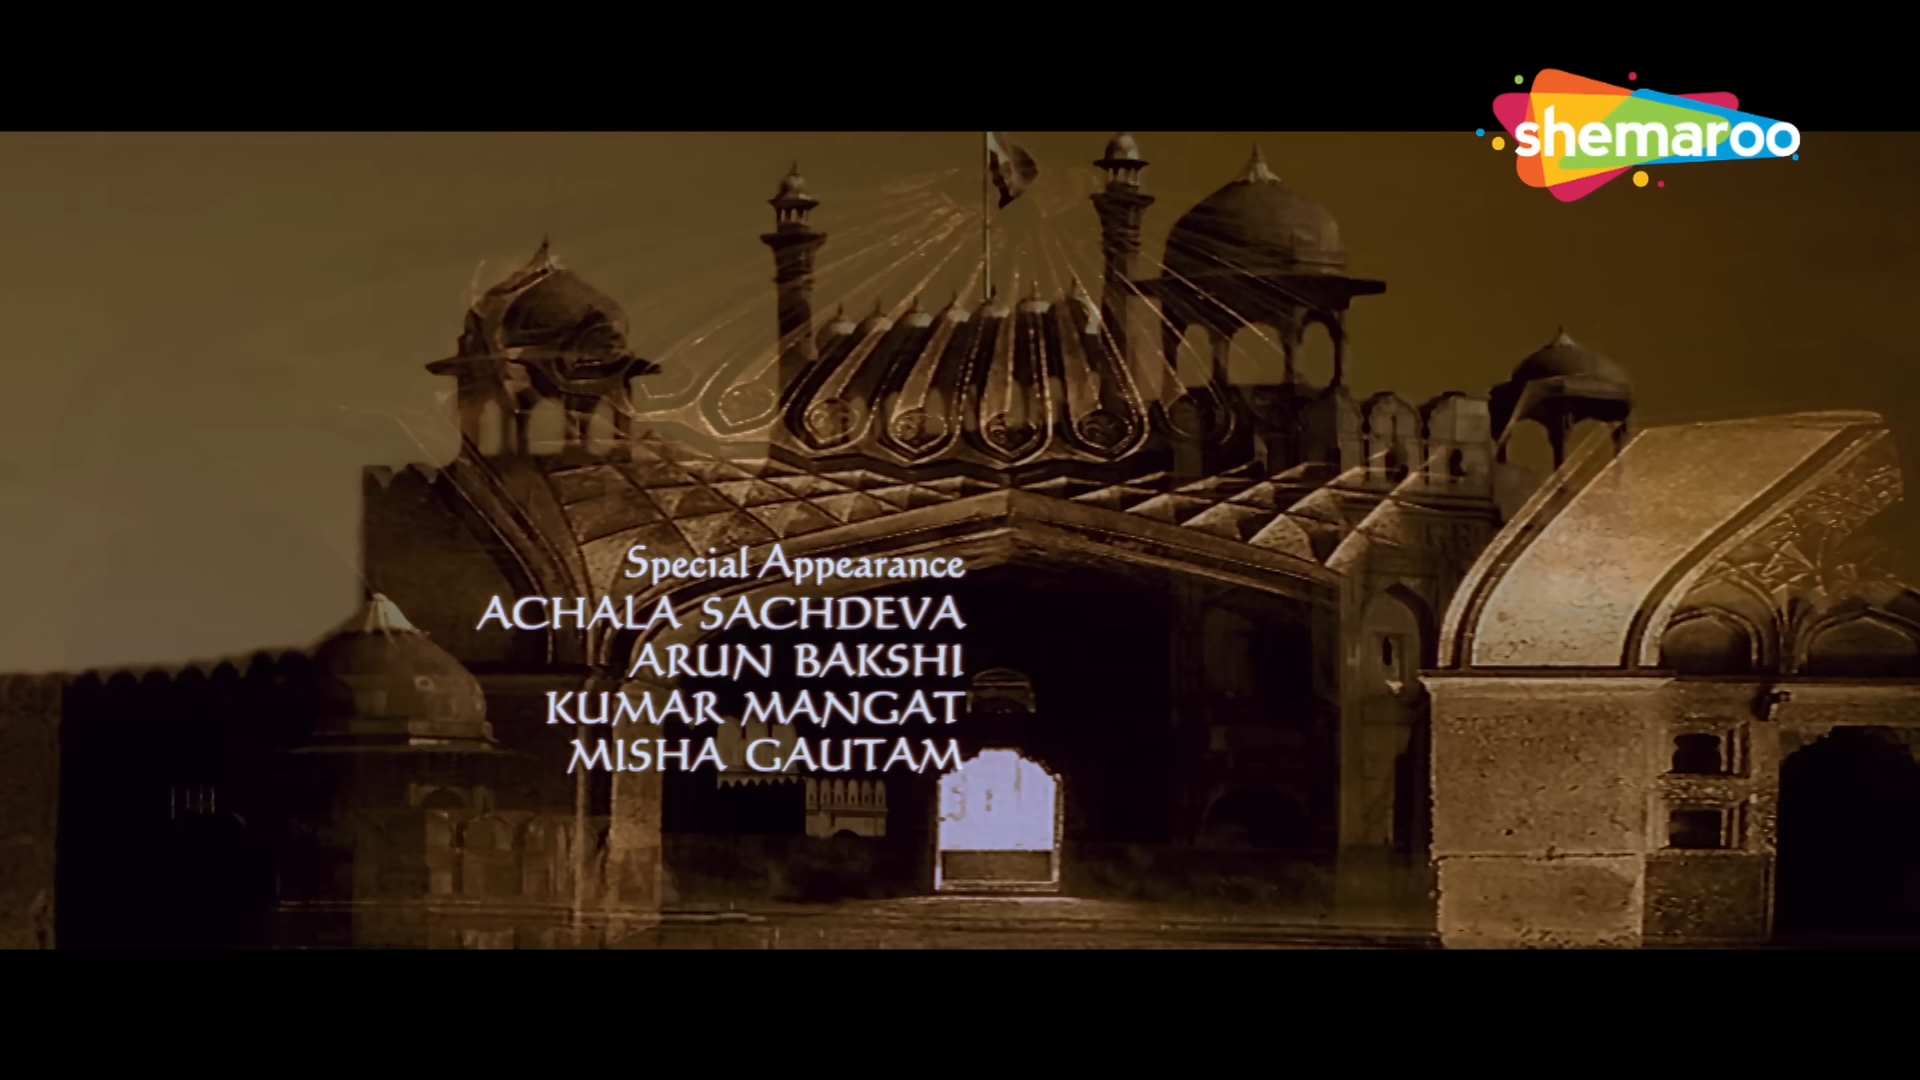 shemaroo
Special Appearance
ACHALA SACHDEVA
ARUN BAKSHI
KUMAR MANGAT
MISHA GAUTAM